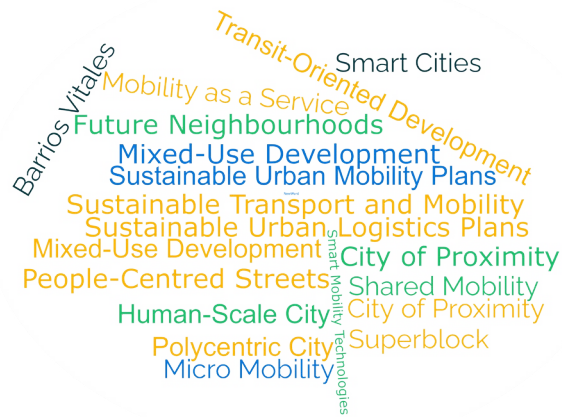 Transit-Oriented Development
Smart Cities
Barrios Vitales
Mobility as a Service
Future Neighbourhoods
Mixed-Use Development
Sustainable Urban Mobility Plans
Sustainable Transport and Mobility
Sustainable Urban Logistics Plans
Mixed-Use Development
City of Proximity
People-Centred Streets
Smart Mobility Technologies
Shared Mobility
Human-Scale City
City of Proximity
Polycentric City
Superblock
Micro Mobility